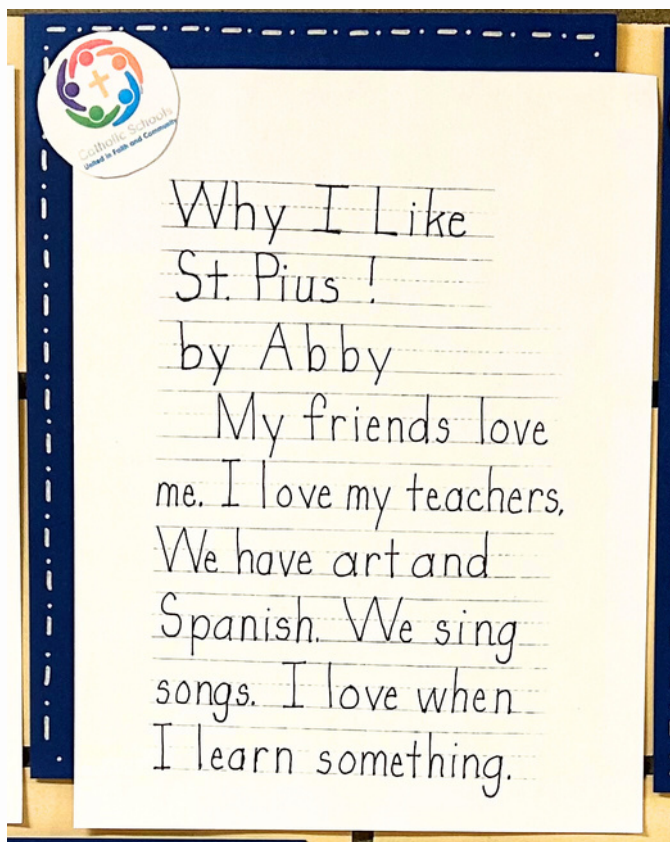 Catholic Schools
United in Faith and Community
Why I Like
St. Pius !
by Abby
My friends love
me. I love my teachers,
We have art and
Spanish. We sing
songs. I love when
I learn something.